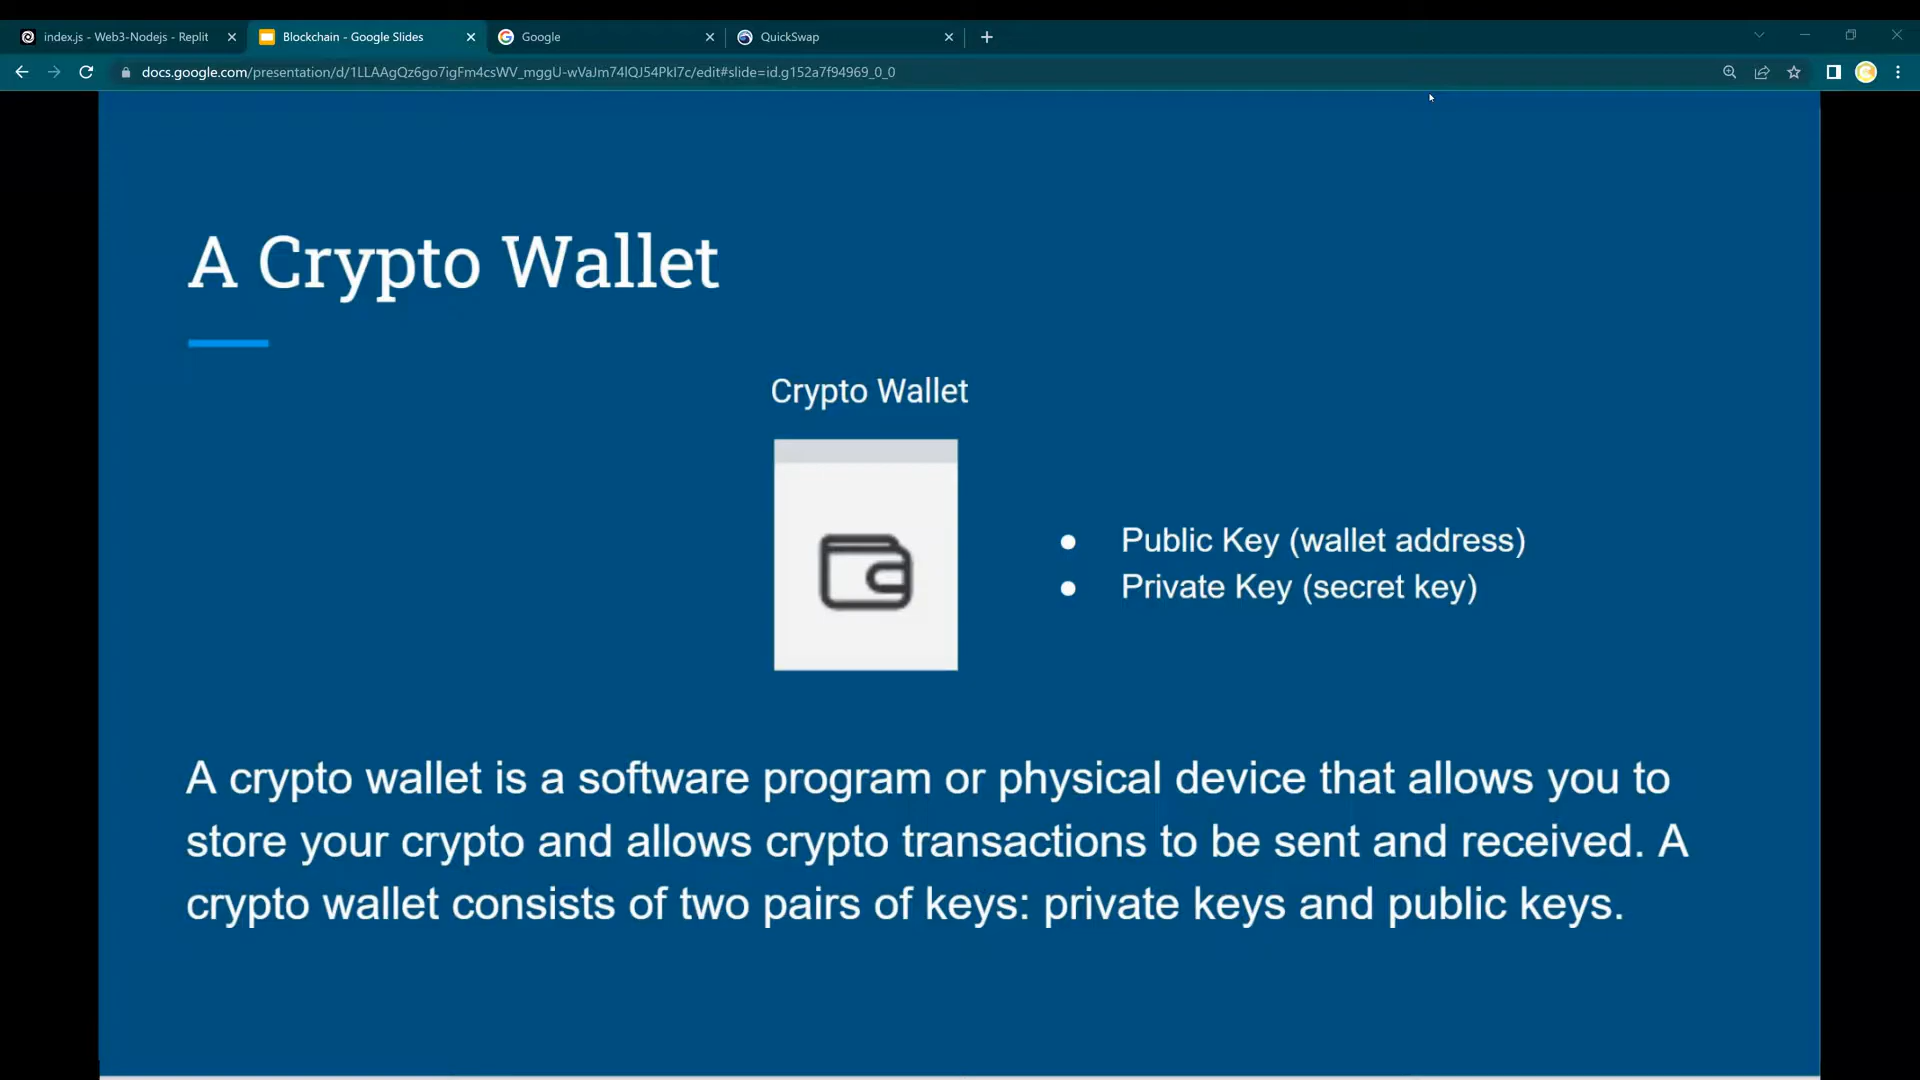 index.js - Web3-Nodejs - Replit
Blockchain - Google Slides
Google
QuickSwap
docs.google.com/presentation/d/1LLAAgQz6go7igFm4csWV_mggU-wVaJm74lQJ54PkI7c/edit#slide=id.g152a7f94969_0_0
A Crypto Wallet
Crypto Wallet
● Public Key (wallet address)
● Private Key (secret key)
A crypto wallet is a software program or physical device that allows you to
store your crypto and allows crypto transactions to be sent and received. A
crypto wallet consists of two pairs of keys: private keys and public keys.